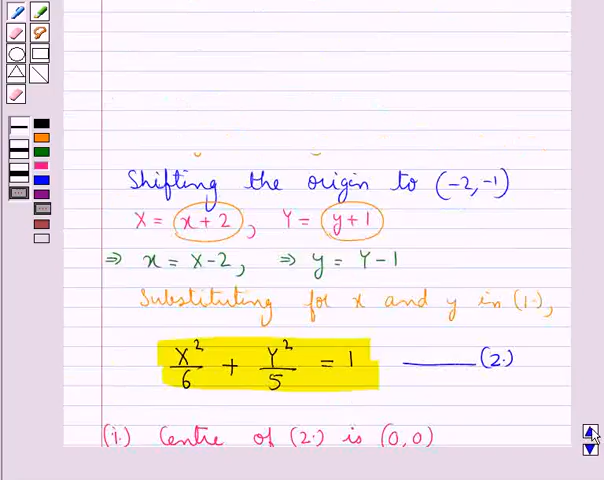 Shifting the origin to (-2,-1)
X = x+2, Y = y+1
⇒ x = X-2, ⇒ y = Y-1
Substituting for x and y in (1.),
X²/6 + Y²/5 = 1 ——— (2.)
(i.) Centre of (2.) is (0,0)